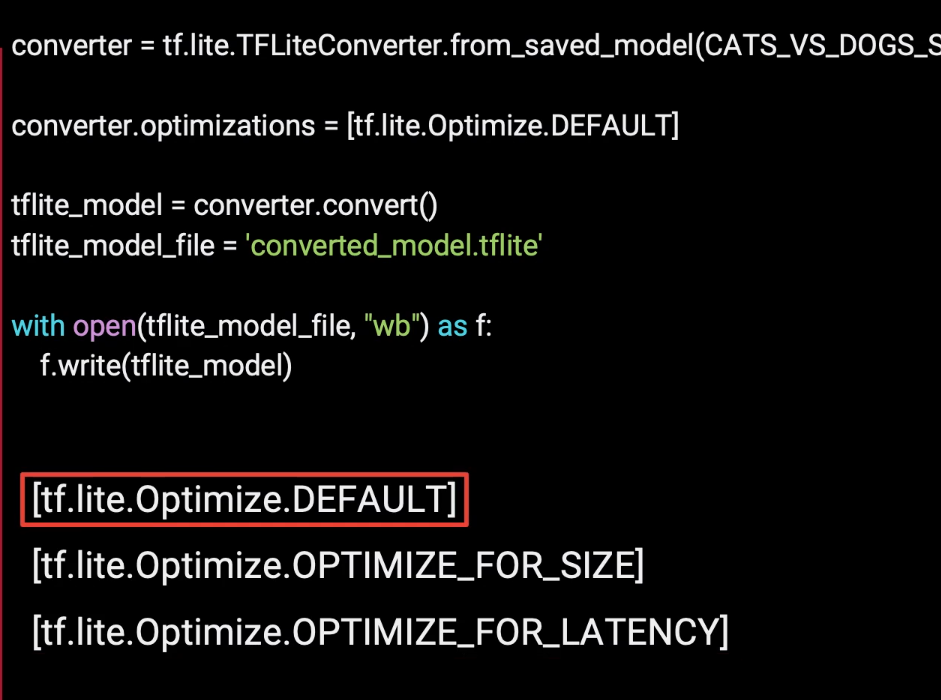 converter = tf.lite.TFLiteConverter.from_saved_model(CATS_VS_DOGS_S
converter.optimizations = [tf.lite.Optimize.DEFAULT]
tflite_model = converter.convert()
tflite_model_file = 'converted_model.tflite'
with open(tflite_model_file, "wb") as f:
f.write(tflite_model)
[tf.lite.Optimize.DEFAULT]
[tf.lite.Optimize.OPTIMIZE_FOR_SIZE]
[tf.lite.Optimize.OPTIMIZE_FOR_LATENCY]